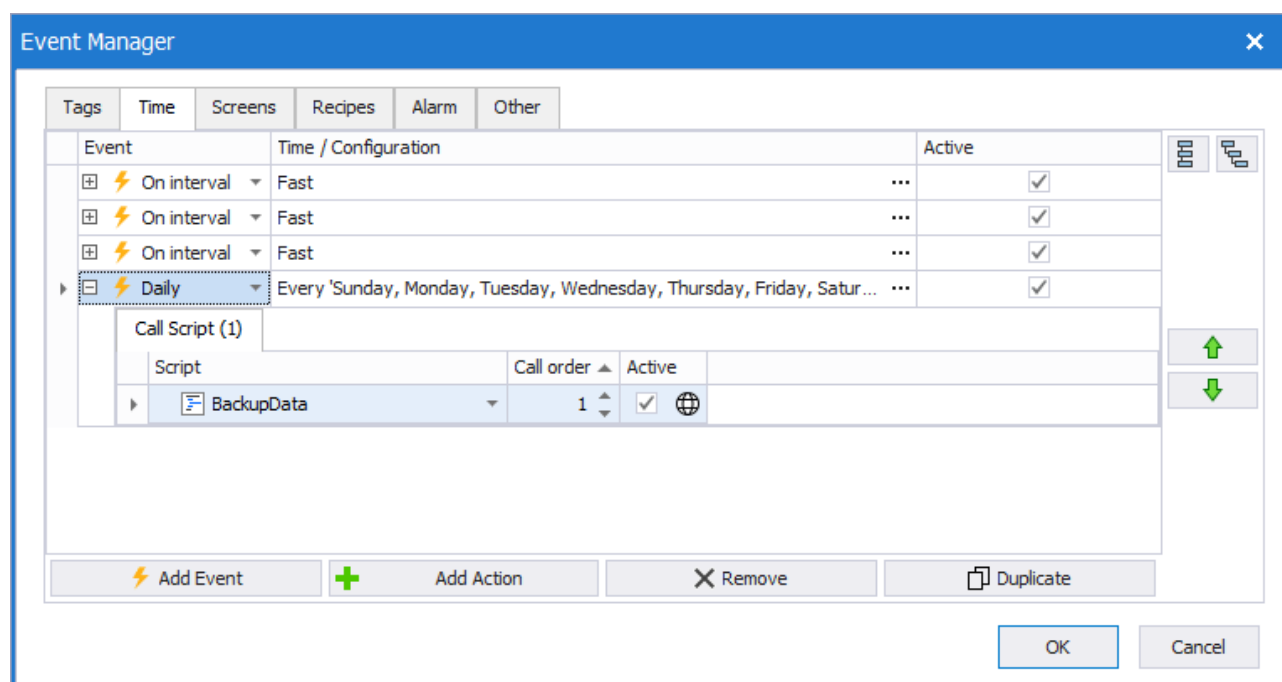 Event Manager
Tags Time Screens Recipes Alarm Other
Event Time / Configuration Active
On interval Fast ...
On interval Fast ...
On interval Fast ...
Daily Every 'Sunday, Monday, Tuesday, Wednesday, Thursday, Friday, Satur... ...
Call Script (1)
Script Call order Active
BackupData 1
Add Event Add Action Remove Duplicate
OK Cancel